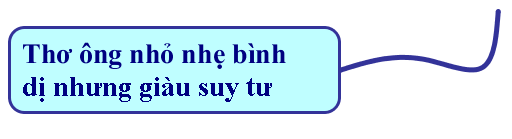 Thơ ông nhỏ nhẹ bình
dị nhưng giàu suy tư